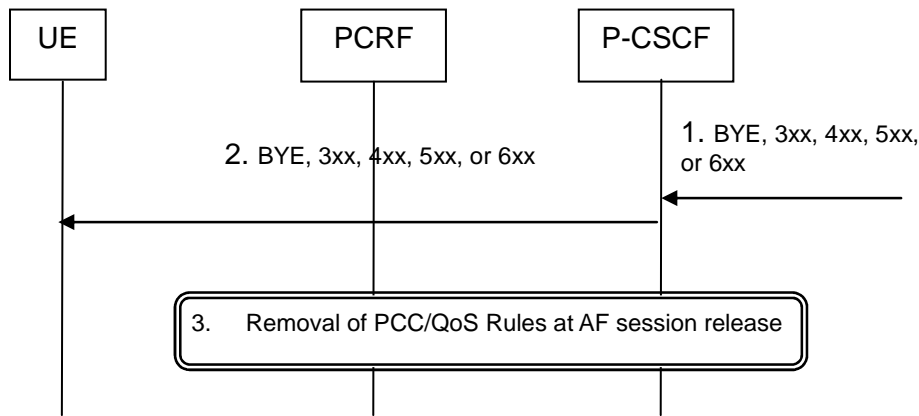 UE
PCRF
P-CSCF
1. BYE, 3xx, 4xx, 5xx,
or 6xx
2. BYE, 3xx, 4xx, 5xx, or 6xx
3. Removal of PCC/QoS Rules at AF session release